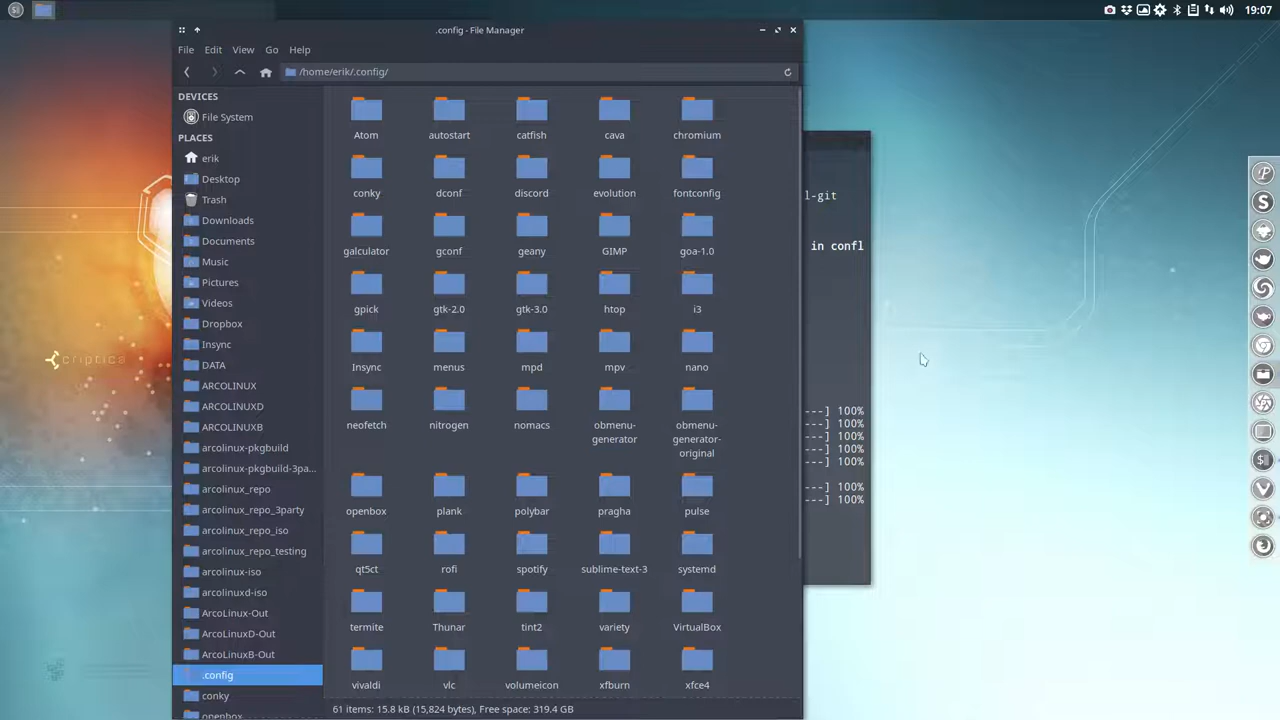 19:07
.config - File Manager
File Edit View Go Help
/home/erik/.config/
DEVICES
File System
PLACES
erik
Desktop
Trash
Downloads
Documents
Music
Pictures
Videos
Dropbox
Insync
DATA
ARCOLINUX
ARCOLINUXD
ARCOLINUXB
arcolinux-pkgbuild
arcolinux-pkgbuild-3pa...
arcolinux_repo
arcolinux_repo_3party
arcolinux_repo_iso
arcolinux_repo_testing
arcolinux-iso
arcolinuxd-iso
ArcoLinux-Out
ArcoLinuxD-Out
ArcoLinuxB-Out
.config
conky
openbox
Atom autostart catfish cava chromium
conky dconf discord evolution fontconfig
galculator gconf geany GIMP goa-1.0
gpick gtk-2.0 gtk-3.0 htop i3
Insync menus mpd mpv nano
neofetch nitrogen nomacs obmenu-generator obmenu-generator-original
openbox plank polybar pragha pulse
qt5ct rofi spotify sublime-text-3 systemd
termite Thunar tint2 variety VirtualBox
vivaldi vlc volumeicon xfburn xfce4
61 items: 15.8 kB (15,824 bytes), Free space: 319.4 GB
l-git
in confl
---] 100%
---] 100%
---] 100%
---] 100%
---] 100%
---] 100%
---] 100%
criptica